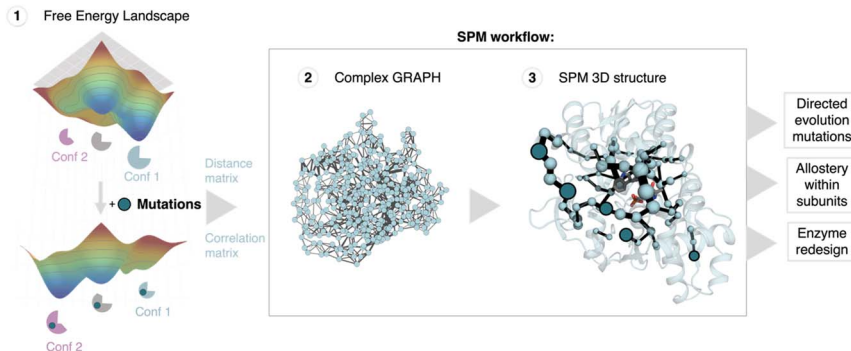 1 Free Energy Landscape
Conf 2
Conf 1
+ Mutations
Conf 1
Conf 2
Distance
matrix
Correlation
matrix
SPM workflow:
2 Complex GRAPH
3 SPM 3D structure
Directed
evolution
mutations
Allostery
within
subunits
Enzyme
redesign